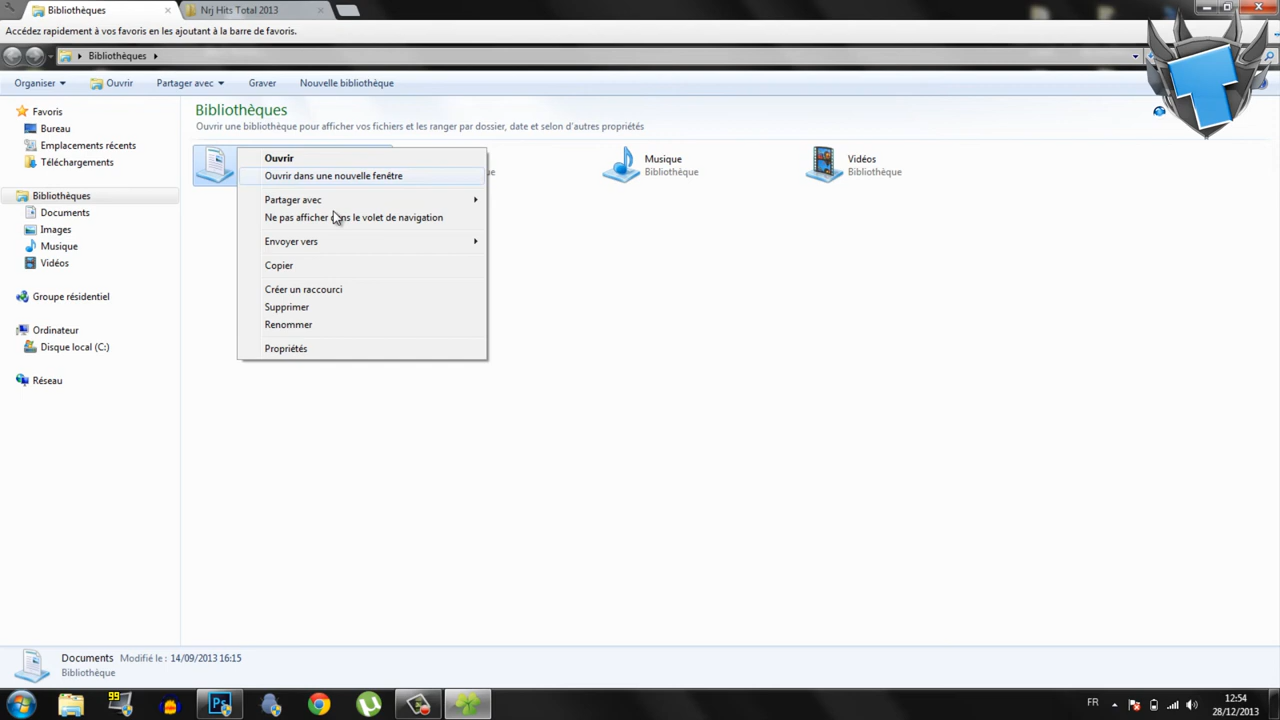 Bibliothèques
Nrj Hits Total 2013
Accédez rapidement à vos favoris en les ajoutant à la barre de favoris.
Bibliothèques
Organiser
Ouvrir
Partager avec
Graver
Nouvelle bibliothèque
Favoris
Bureau
Emplacements récents
Téléchargements
Bibliothèques
Documents
Images
Musique
Vidéos
Groupe résidentiel
Ordinateur
Disque local (C:)
Réseau
Bibliothèques
Ouvrir une bibliothèque pour afficher vos fichiers et les ranger par dossier, date et selon d'autres propriétés
Musique
Bibliothèque
Vidéos
Bibliothèque
Ouvrir
Ouvrir dans une nouvelle fenêtre
Partager avec
Ne pas afficher dans le volet de navigation
Envoyer vers
Copier
Créer un raccourci
Supprimer
Renommer
Propriétés
Documents
Modifié le : 14/09/2013 16:15
Bibliothèque
99
Ps
FR
12:54
28/12/2013
T